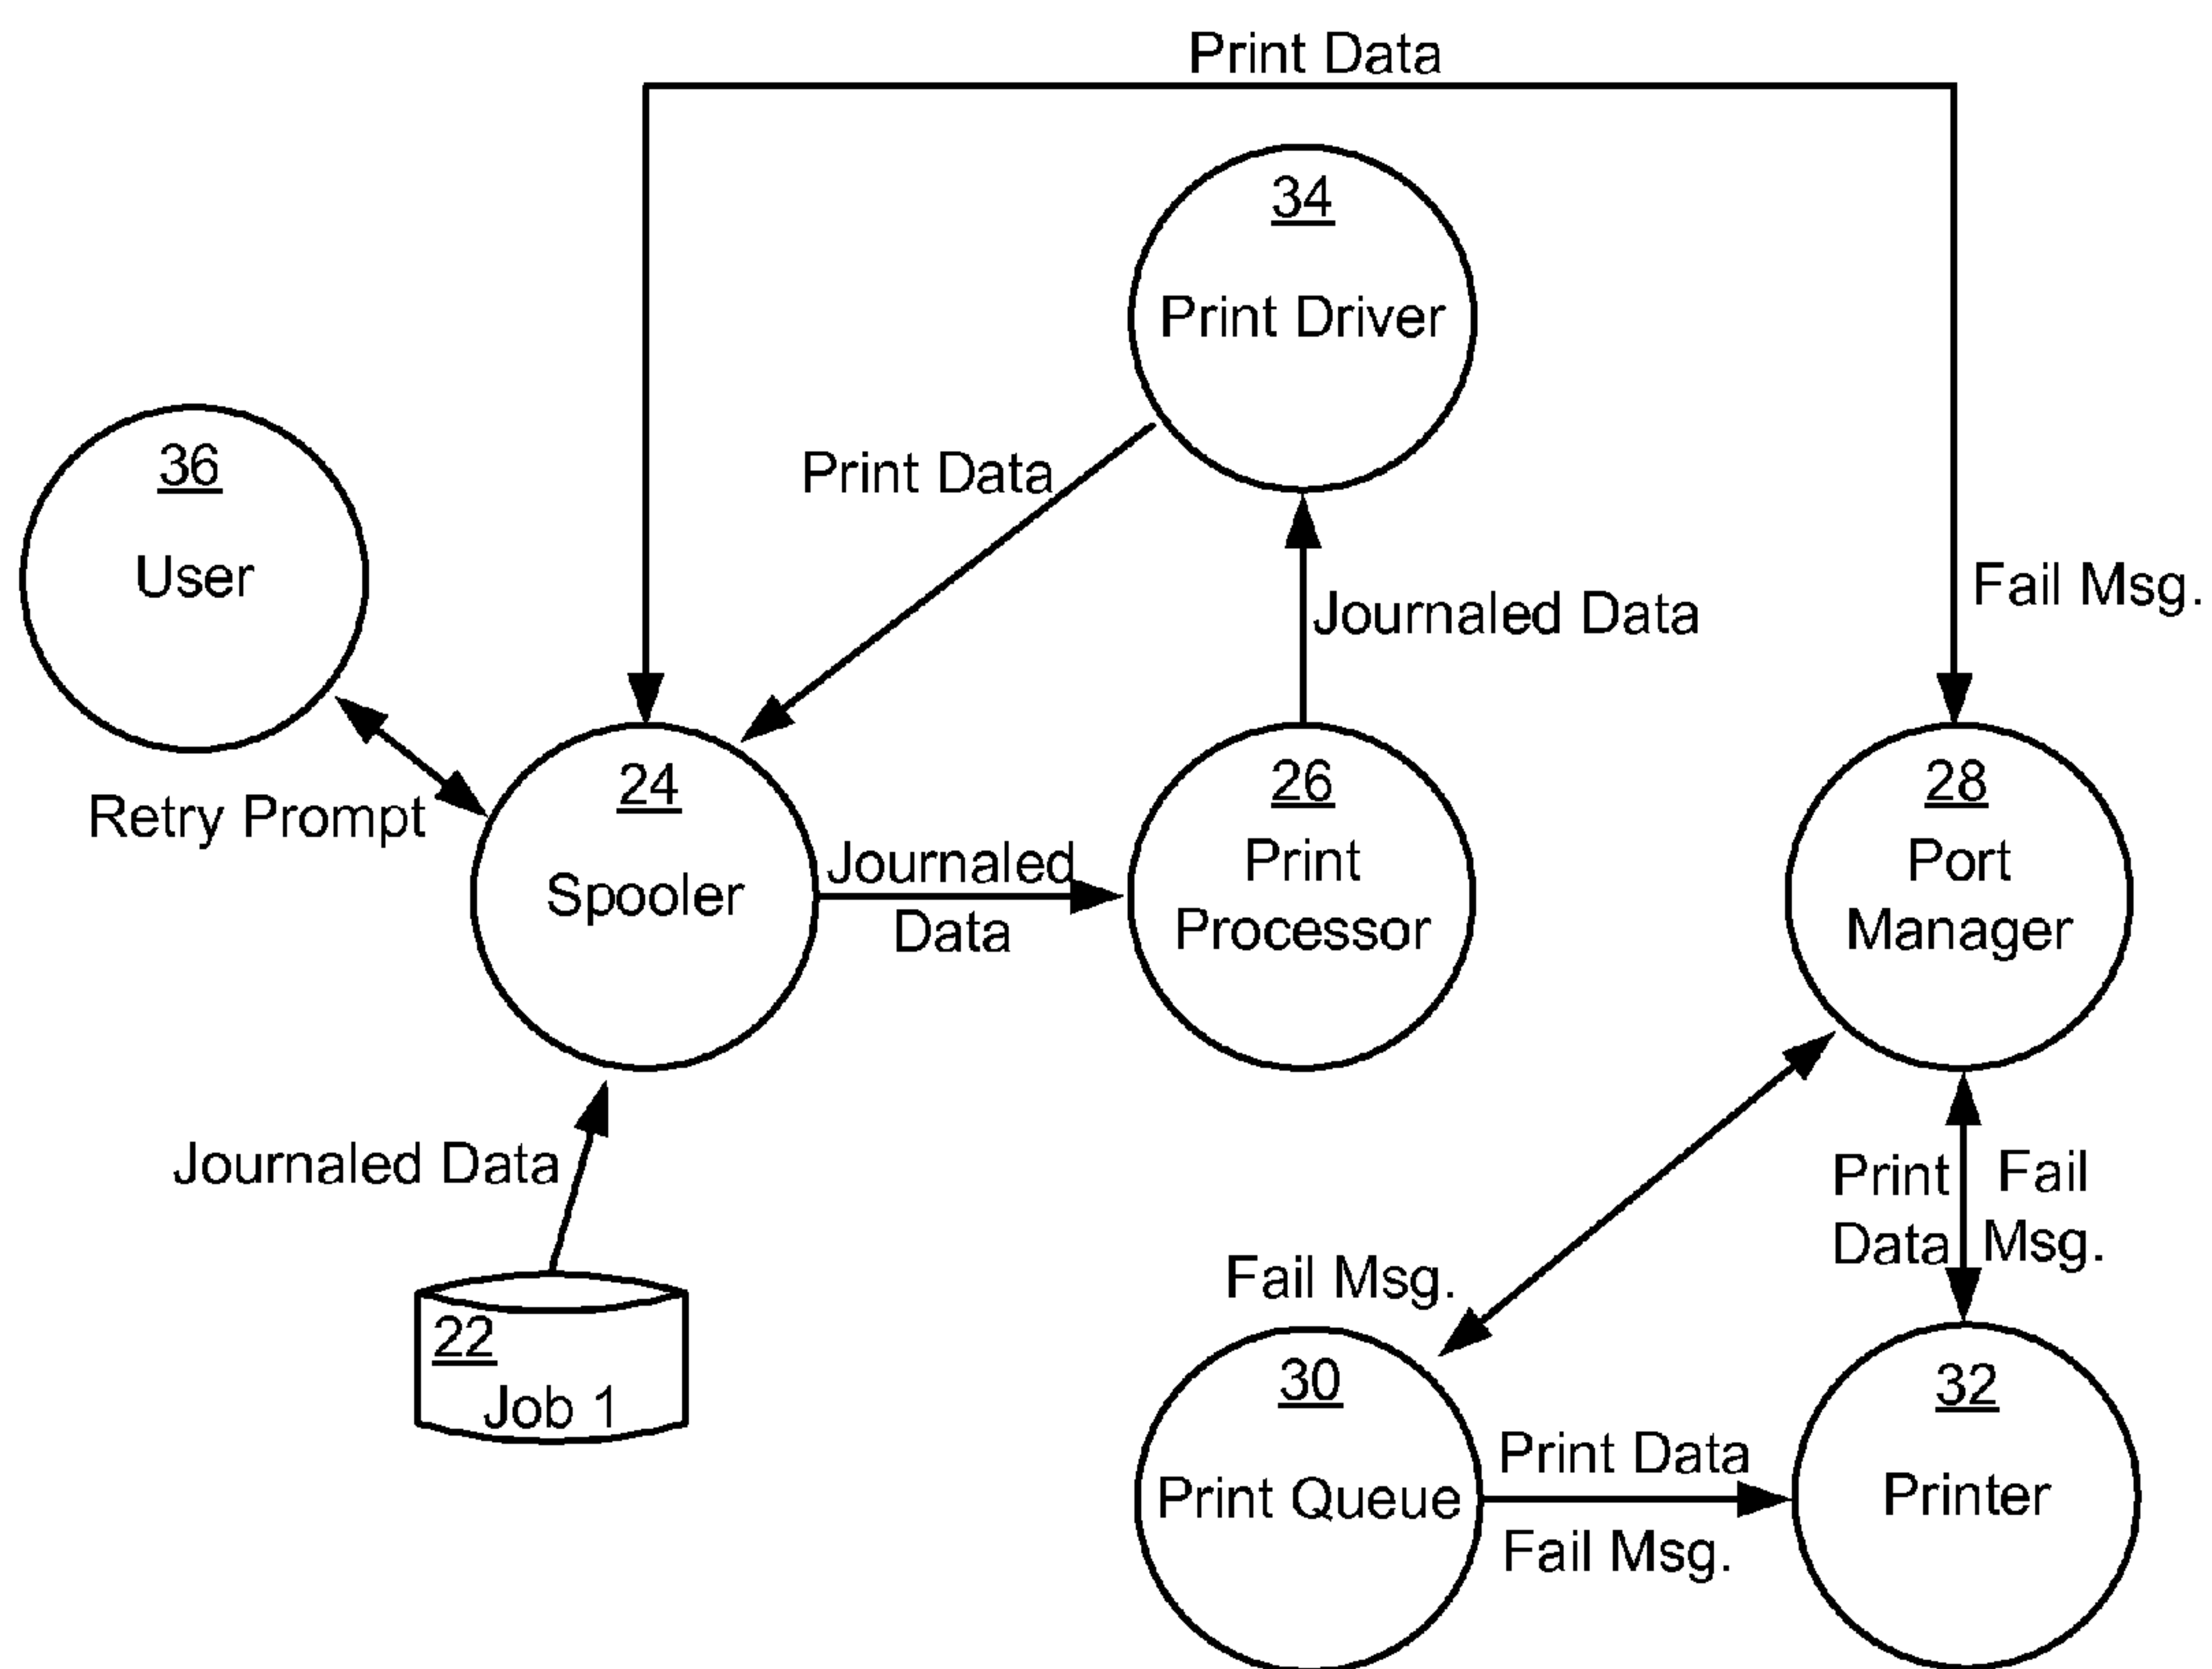 Print Data
34
Print Driver
Print Data
36
User
Journaled Data
Fail Msg.
24
Spooler
Retry Prompt
Journaled
Data
26
Print
Processor
28
Port
Manager
Journaled Data
22
Job 1
Print
Data
Fail
Msg.
Fail Msg.
30
Print Queue
Print Data
Fail Msg.
32
Printer